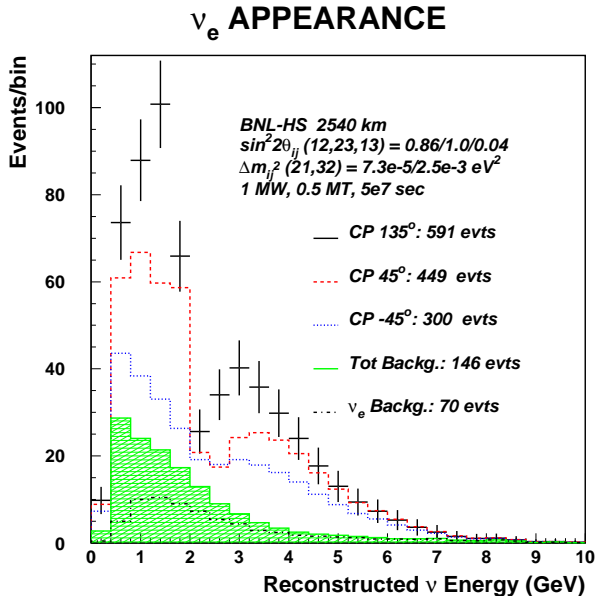 νe APPEARANCE
Events/bin
100
80
60
40
20
0
BNL-HS 2540 km
sin²2θij (12,23,13) = 0.86/1.0/0.04
Δmij² (21,32) = 7.3e-5/2.5e-3 eV²
1 MW, 0.5 MT, 5e7 sec
CP 135°: 591 evts
CP 45°: 449 evts
CP -45°: 300 evts
Tot Backg.: 146 evts
νe Backg.: 70 evts
0 1 2 3 4 5 6 7 8 9 10
Reconstructed ν Energy (GeV)